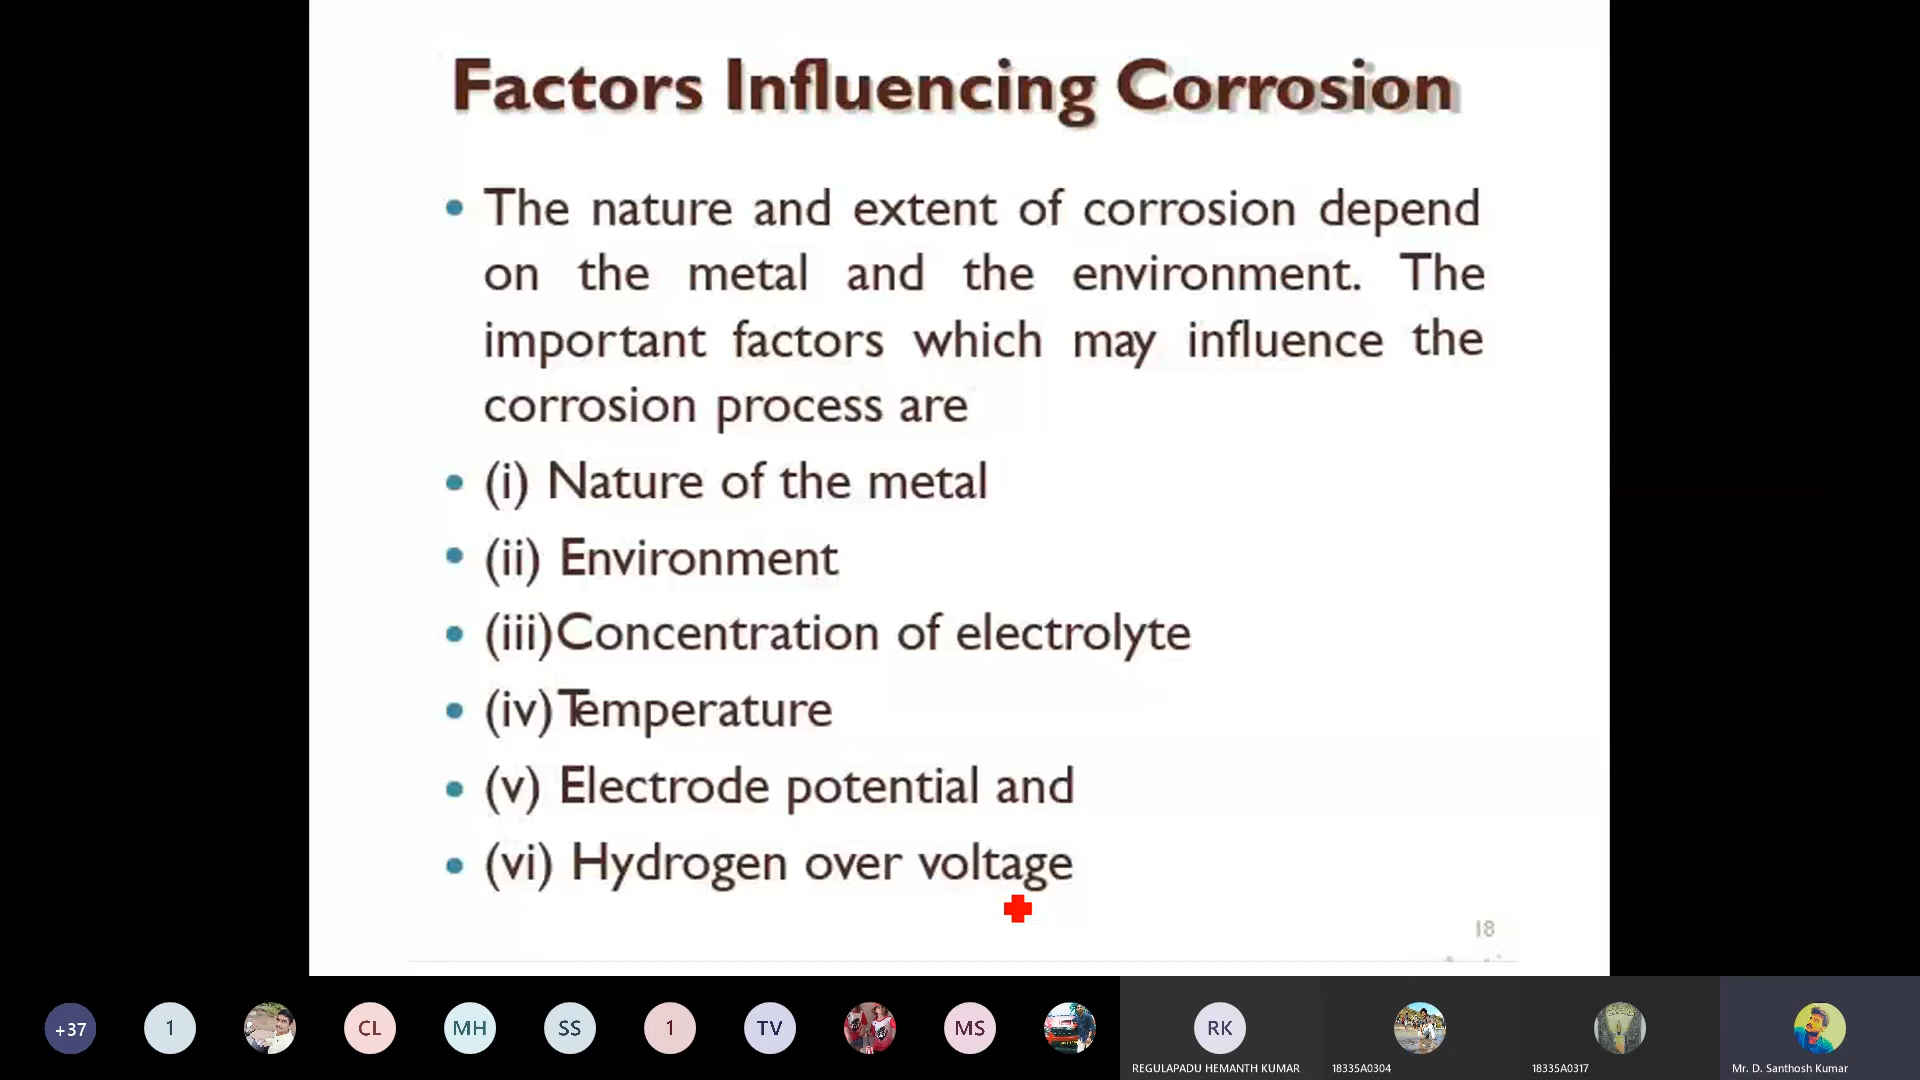 Factors Influencing Corrosion
• The nature and extent of corrosion depend
on the metal and the environment. The
important factors which may influence the
corrosion process are
• (i) Nature of the metal
• (ii) Environment
• (iii)Concentration of electrolyte
• (iv)Temperature
• (v) Electrode potential and
• (vi) Hydrogen over voltage
18
+37 1 CL MH SS 1 TV MS RK
REGULAPADU HEMANTH KUMAR 18335A0304 18335A0317 Mr. D. Santhosh Kumar